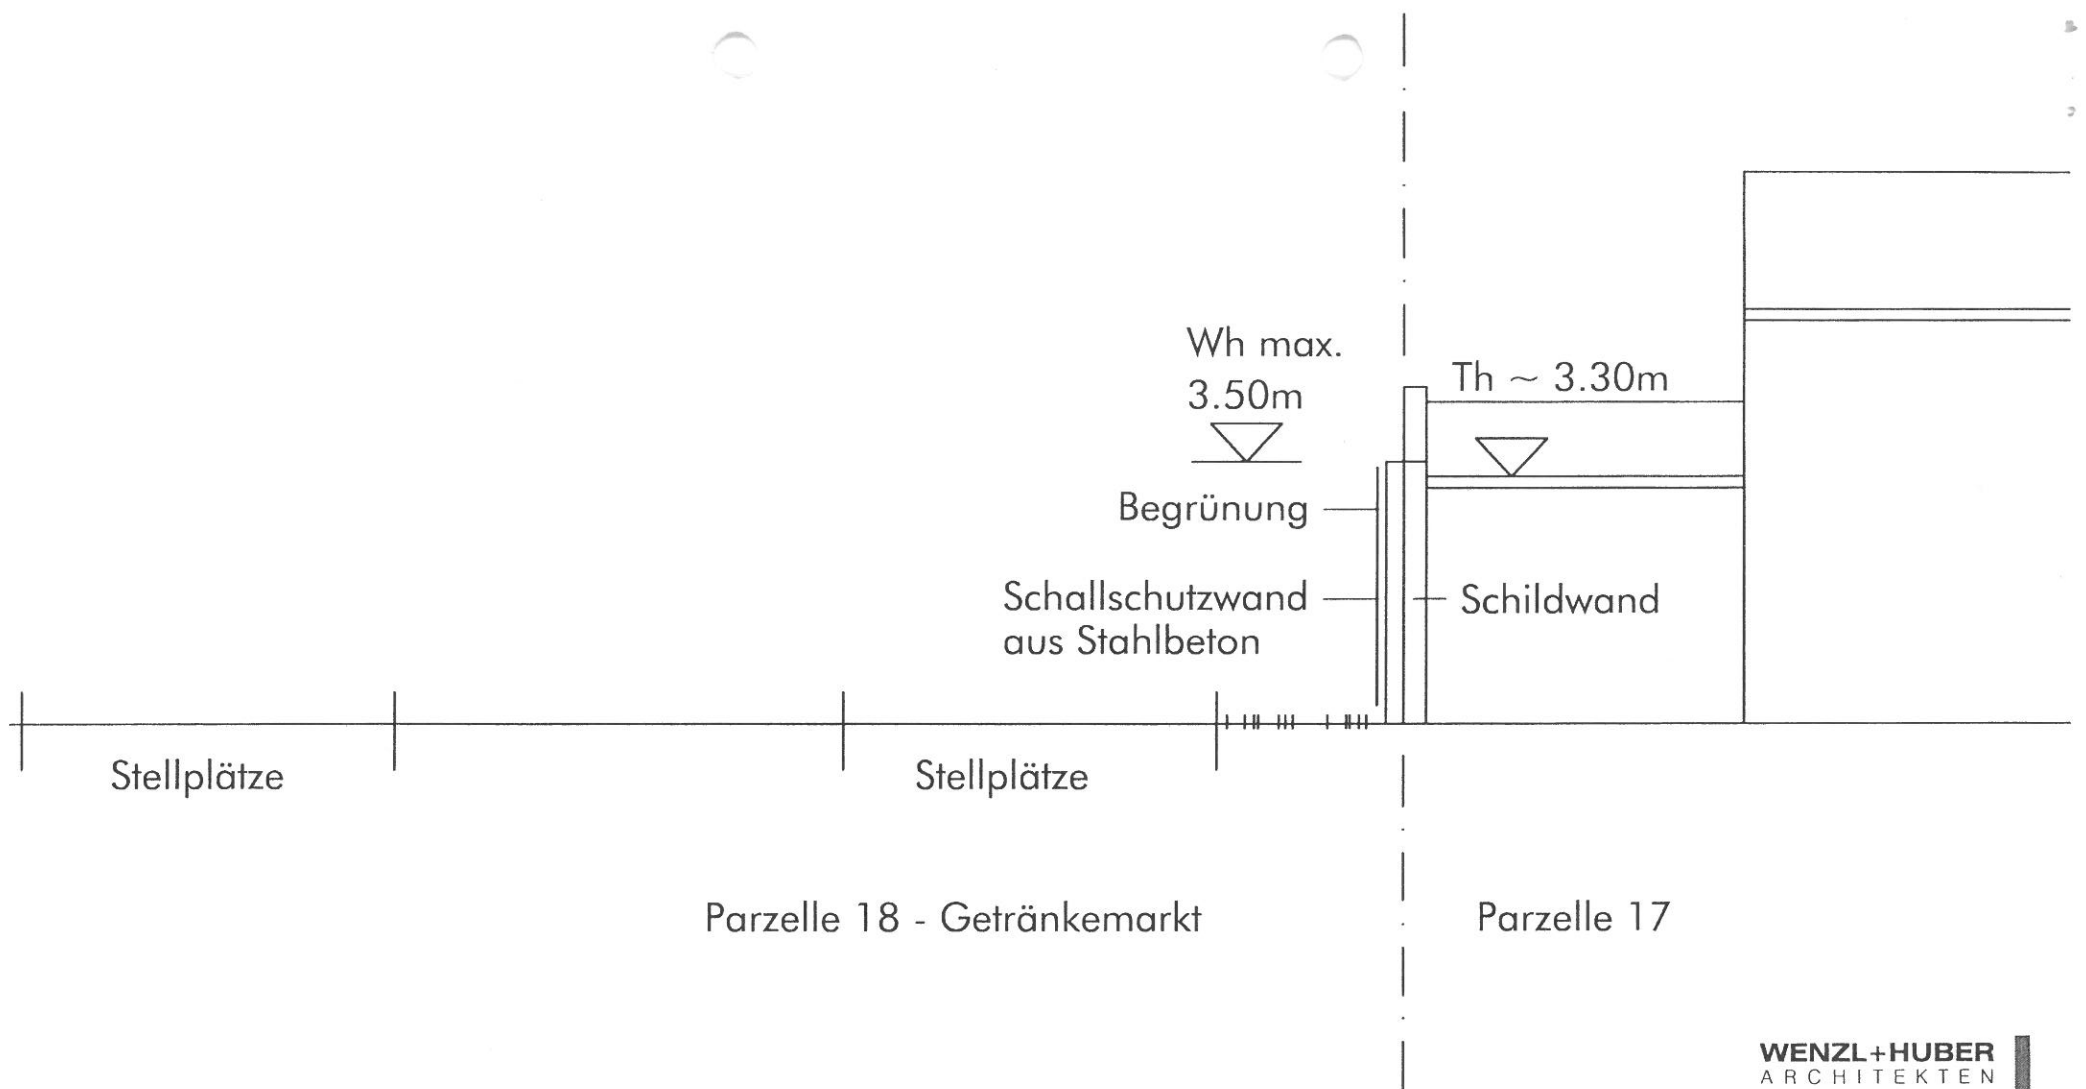 Wh max.
3.50m
Th ~ 3.30m
Begrünung
Schallschutzwand
aus Stahlbeton
Schildwand
Stellplätze
Stellplätze
Parzelle 18 - Getränkemarkt
Parzelle 17
WENZL+HUBER
ARCHITEKTEN